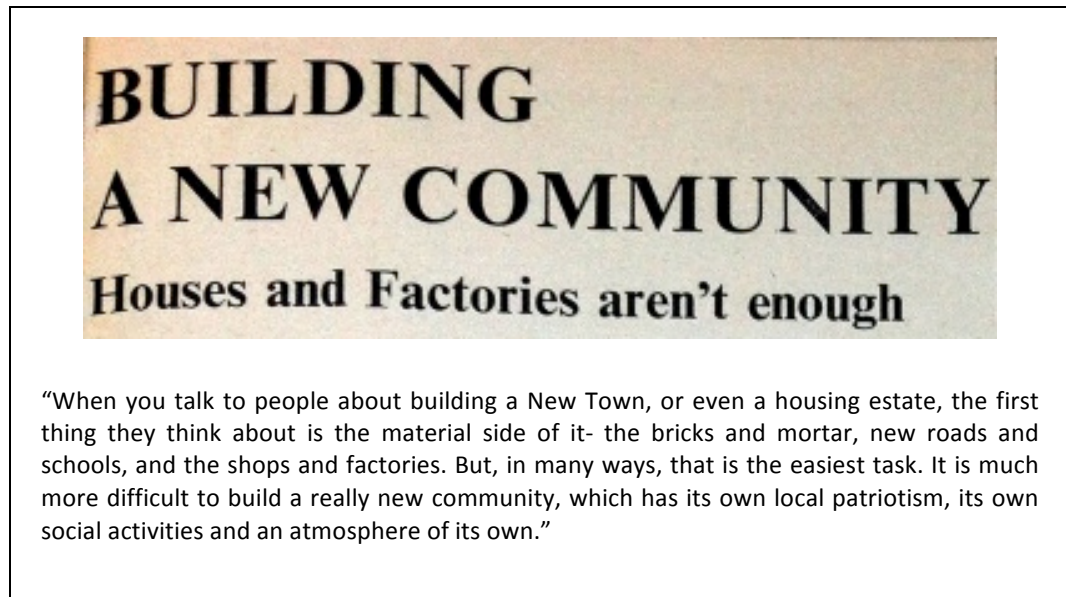 BUILDING
A NEW COMMUNITY
Houses and Factories aren't enough
“When you talk to people about building a New Town, or even a housing estate, the first
thing they think about is the material side of it- the bricks and mortar, new roads and
schools, and the shops and factories. But, in many ways, that is the easiest task. It is much
more difficult to build a really new community, which has its own local patriotism, its own
social activities and an atmosphere of its own.”